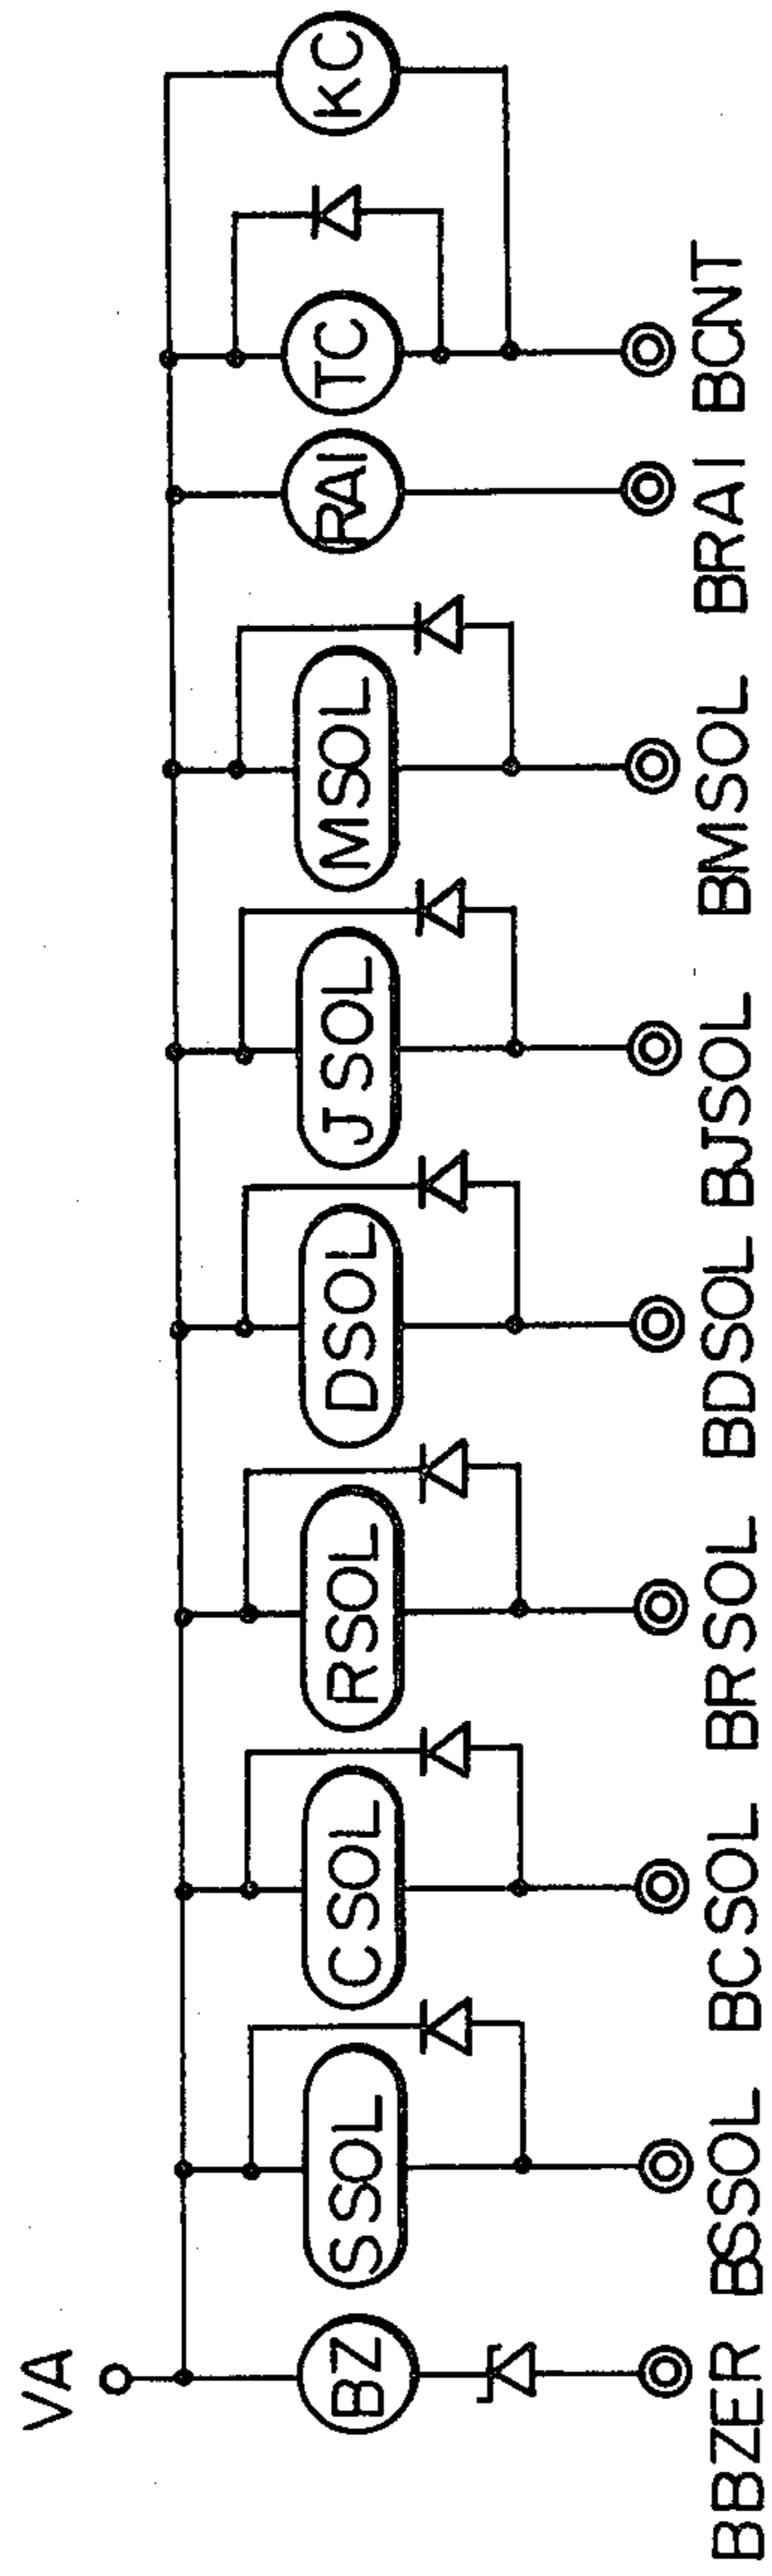 VA
BZ
SSOL
CSOL
RSOL
DSOL
JSOL
MSOL
RAI
TC
KC
BBZER
BSSOL
BCSOL
BRSOL
BDSOL
BJSOL
BMSOL
BRAI
BCNT